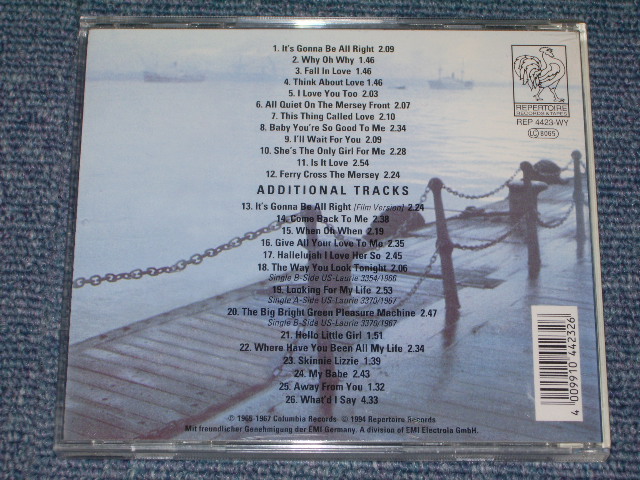 1. It's Gonna Be All Right 2.09
2. Why Oh Why 1.46
3. Fall In Love 1.46
4. Think About Love 1.46
5. I Love You Too 2.03
6. All Quiet On The Mersey Front 2.07
7. This Thing Called Love 2.10
8. Baby You're So Good To Me 2.34
9. I'll Wait For You 2.09
10. She's The Only Girl For Me 2.28
11. Is It Love 2.54
12. Ferry Cross The Mersey 2.24
ADDITIONAL TRACKS
13. It's Gonna Be All Right (Film Version) 2.24
14. Come Back To Me 2.38
15. When Oh When 2.19
16. Give All Your Love To Me 2.35
17. Hallelujah I Love Her So 2.45
18. The Way You Look Tonight 2.06
Single B-Side US-Laurie 3354/1966
19. Looking For My Life 2.53
Single A-Side US-Laurie 3370/1967
20. The Big Bright Green Pleasure Machine 2.47
Single B-Side US-Laurie 3370/1967
21. Hello Little Girl 1.51
22. Where Have You Been All My Life 2.34
23. Skinnie Lizzie 1.39
24. My Babe 2.43
25. Away From You 1.32
26. What'd I Say 4.33
℗ 1966-1967 Columbia Records © 1994 Repertoire Records
Mit freundlicher Genehmigung der EMI Germany. A division of EMI Electrola GmbH.
REPERTOIRE
RECORDS & TAPES
REP 4423-WY
LC 8005
4 009910 442326